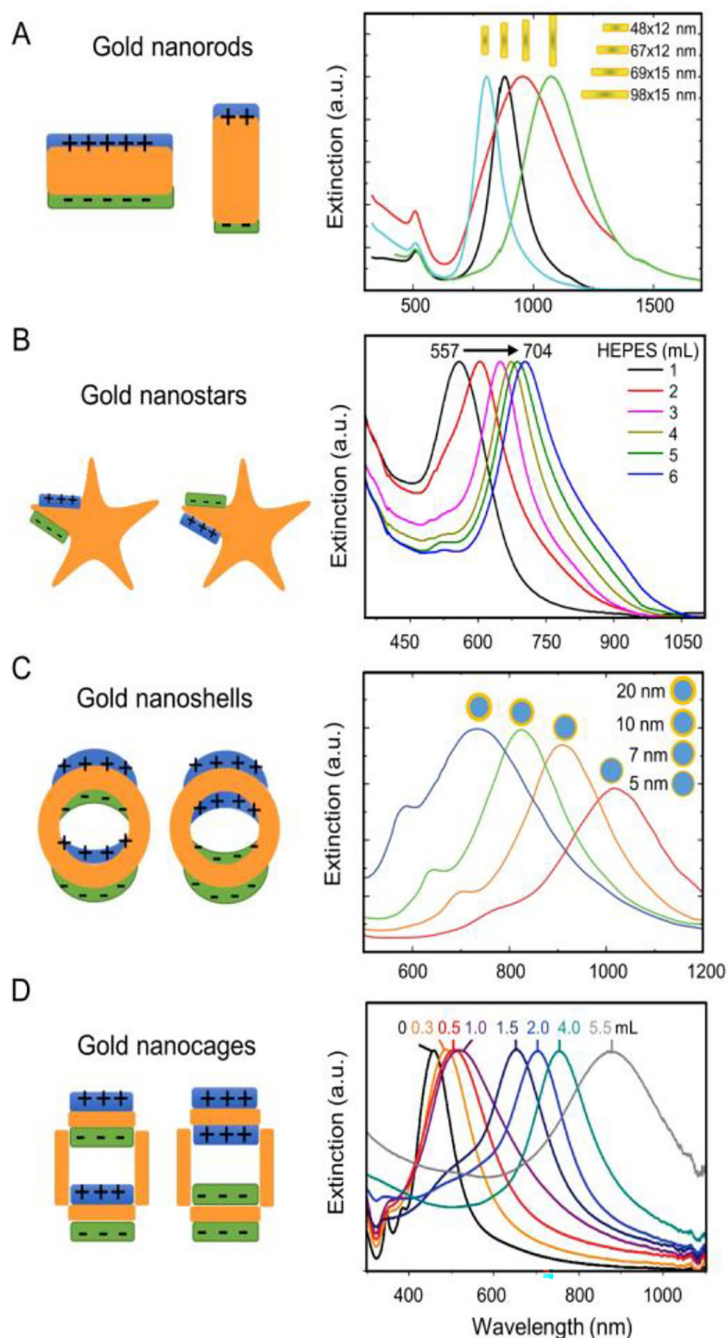 A
Gold nanorods
+++++
- - - - -
++
- -
Extinction (a.u.)
48x12 nm
67x12 nm
69x15 nm
98x15 nm
500 1000 1500
B
Gold nanostars
+++
- - -
- - -
+++
Extinction (a.u.)
557 704
HEPES (mL)
1
2
3
4
5
6
450 600 750 900 1050
C
Gold nanoshells
+ + + + +
- - - -
+ + + +
- - - - -
+ + + + +
+ + + + +
- - - -
- - - - -
Extinction (a.u.)
20 nm
10 nm
7 nm
5 nm
600 800 1000 1200
D
Gold nanocages
+++
- - -
+++
- - -
+++
+++
- - -
- - -
Extinction (a.u.)
0 0.3 0.5 1.0 1.5 2.0 4.0 5.5 mL
400 600 800 1000
Wavelength (nm)